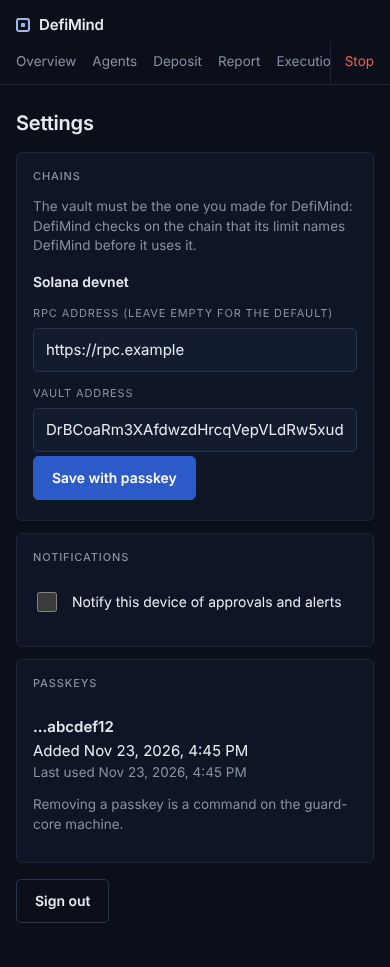 DefiMind
Overview Agents Deposit Report Executio Stop
Settings
CHAINS
The vault must be the one you made for DefiMind:
DefiMind checks on the chain that its limit names
DefiMind before it uses it.
Solana devnet
RPC ADDRESS (LEAVE EMPTY FOR THE DEFAULT)
https://rpc.example
VAULT ADDRESS
DrBCoaRm3XAfdwzdHrcqVepVLdRw5xud
Save with passkey
NOTIFICATIONS
Notify this device of approvals and alerts
PASSKEYS
…abcdef12
Added Nov 23, 2026, 4:45 PM
Last used Nov 23, 2026, 4:45 PM
Removing a passkey is a command on the guard-
core machine.
Sign out